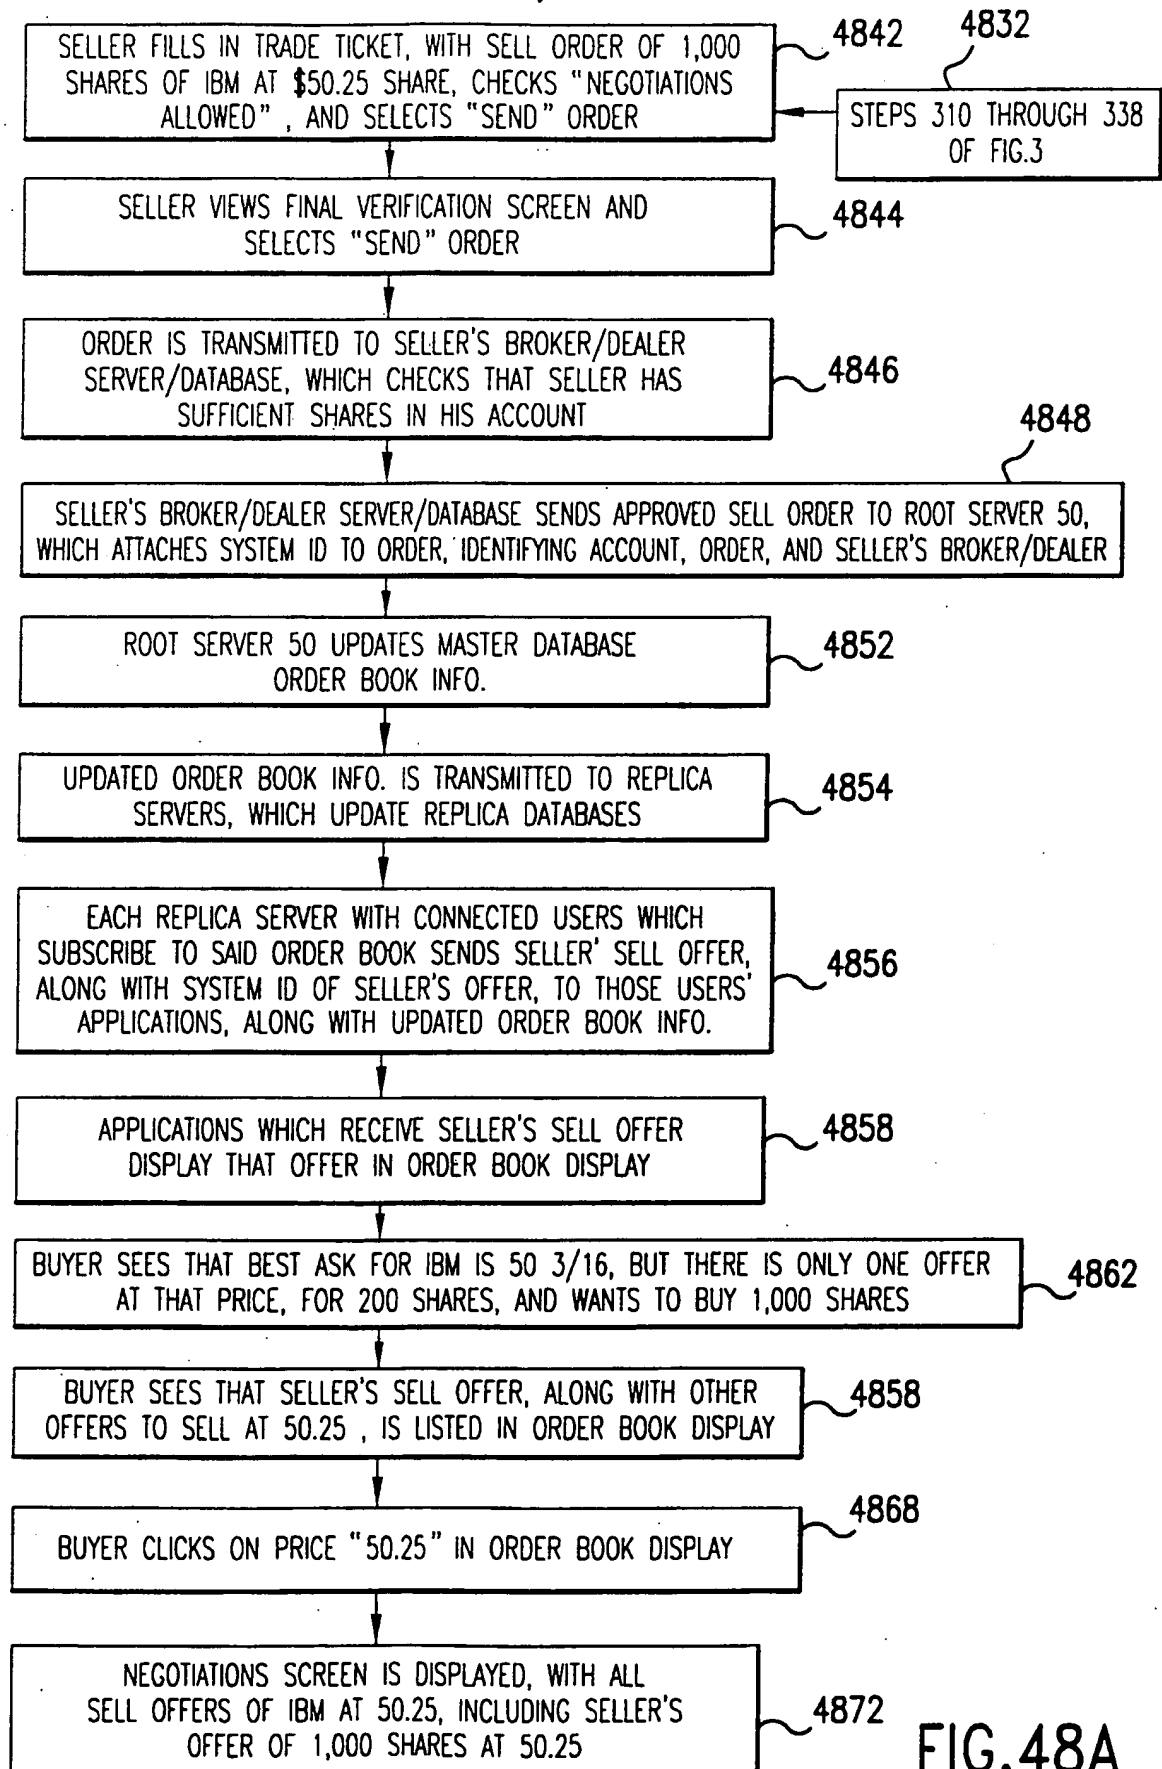 SELLER FILLS IN TRADE TICKET, WITH SELL ORDER OF 1,000
SHARES OF IBM AT $50.25 SHARE, CHECKS "NEGOTIATIONS
ALLOWED" , AND SELECTS "SEND" ORDER
4842
4832
STEPS 310 THROUGH 338
OF FIG.3
SELLER VIEWS FINAL VERIFICATION SCREEN AND
SELECTS "SEND" ORDER
4844
ORDER IS TRANSMITTED TO SELLER'S BROKER/DEALER
SERVER/DATABASE, WHICH CHECKS THAT SELLER HAS
SUFFICIENT SHARES IN HIS ACCOUNT
4846
4848
SELLER'S BROKER/DEALER SERVER/DATABASE SENDS APPROVED SELL ORDER TO ROOT SERVER 50,
WHICH ATTACHES SYSTEM ID TO ORDER, IDENTIFYING ACCOUNT, ORDER, AND SELLER'S BROKER/DEALER
ROOT SERVER 50 UPDATES MASTER DATABASE
ORDER BOOK INFO.
4852
UPDATED ORDER BOOK INFO. IS TRANSMITTED TO REPLICA
SERVERS, WHICH UPDATE REPLICA DATABASES
4854
EACH REPLICA SERVER WITH CONNECTED USERS WHICH
SUBSCRIBE TO SAID ORDER BOOK SENDS SELLER' SELL OFFER,
ALONG WITH SYSTEM ID OF SELLER'S OFFER, TO THOSE USERS'
APPLICATIONS, ALONG WITH UPDATED ORDER BOOK INFO.
4856
APPLICATIONS WHICH RECEIVE SELLER'S SELL OFFER
DISPLAY THAT OFFER IN ORDER BOOK DISPLAY
4858
BUYER SEES THAT BEST ASK FOR IBM IS 50 3/16, BUT THERE IS ONLY ONE OFFER
AT THAT PRICE, FOR 200 SHARES, AND WANTS TO BUY 1,000 SHARES
4862
BUYER SEES THAT SELLER'S SELL OFFER, ALONG WITH OTHER
OFFERS TO SELL AT 50.25 , IS LISTED IN ORDER BOOK DISPLAY
4858
BUYER CLICKS ON PRICE "50.25" IN ORDER BOOK DISPLAY
4868
NEGOTIATIONS SCREEN IS DISPLAYED, WITH ALL
SELL OFFERS OF IBM AT 50.25, INCLUDING SELLER'S
OFFER OF 1,000 SHARES AT 50.25
4872
FIG.48A